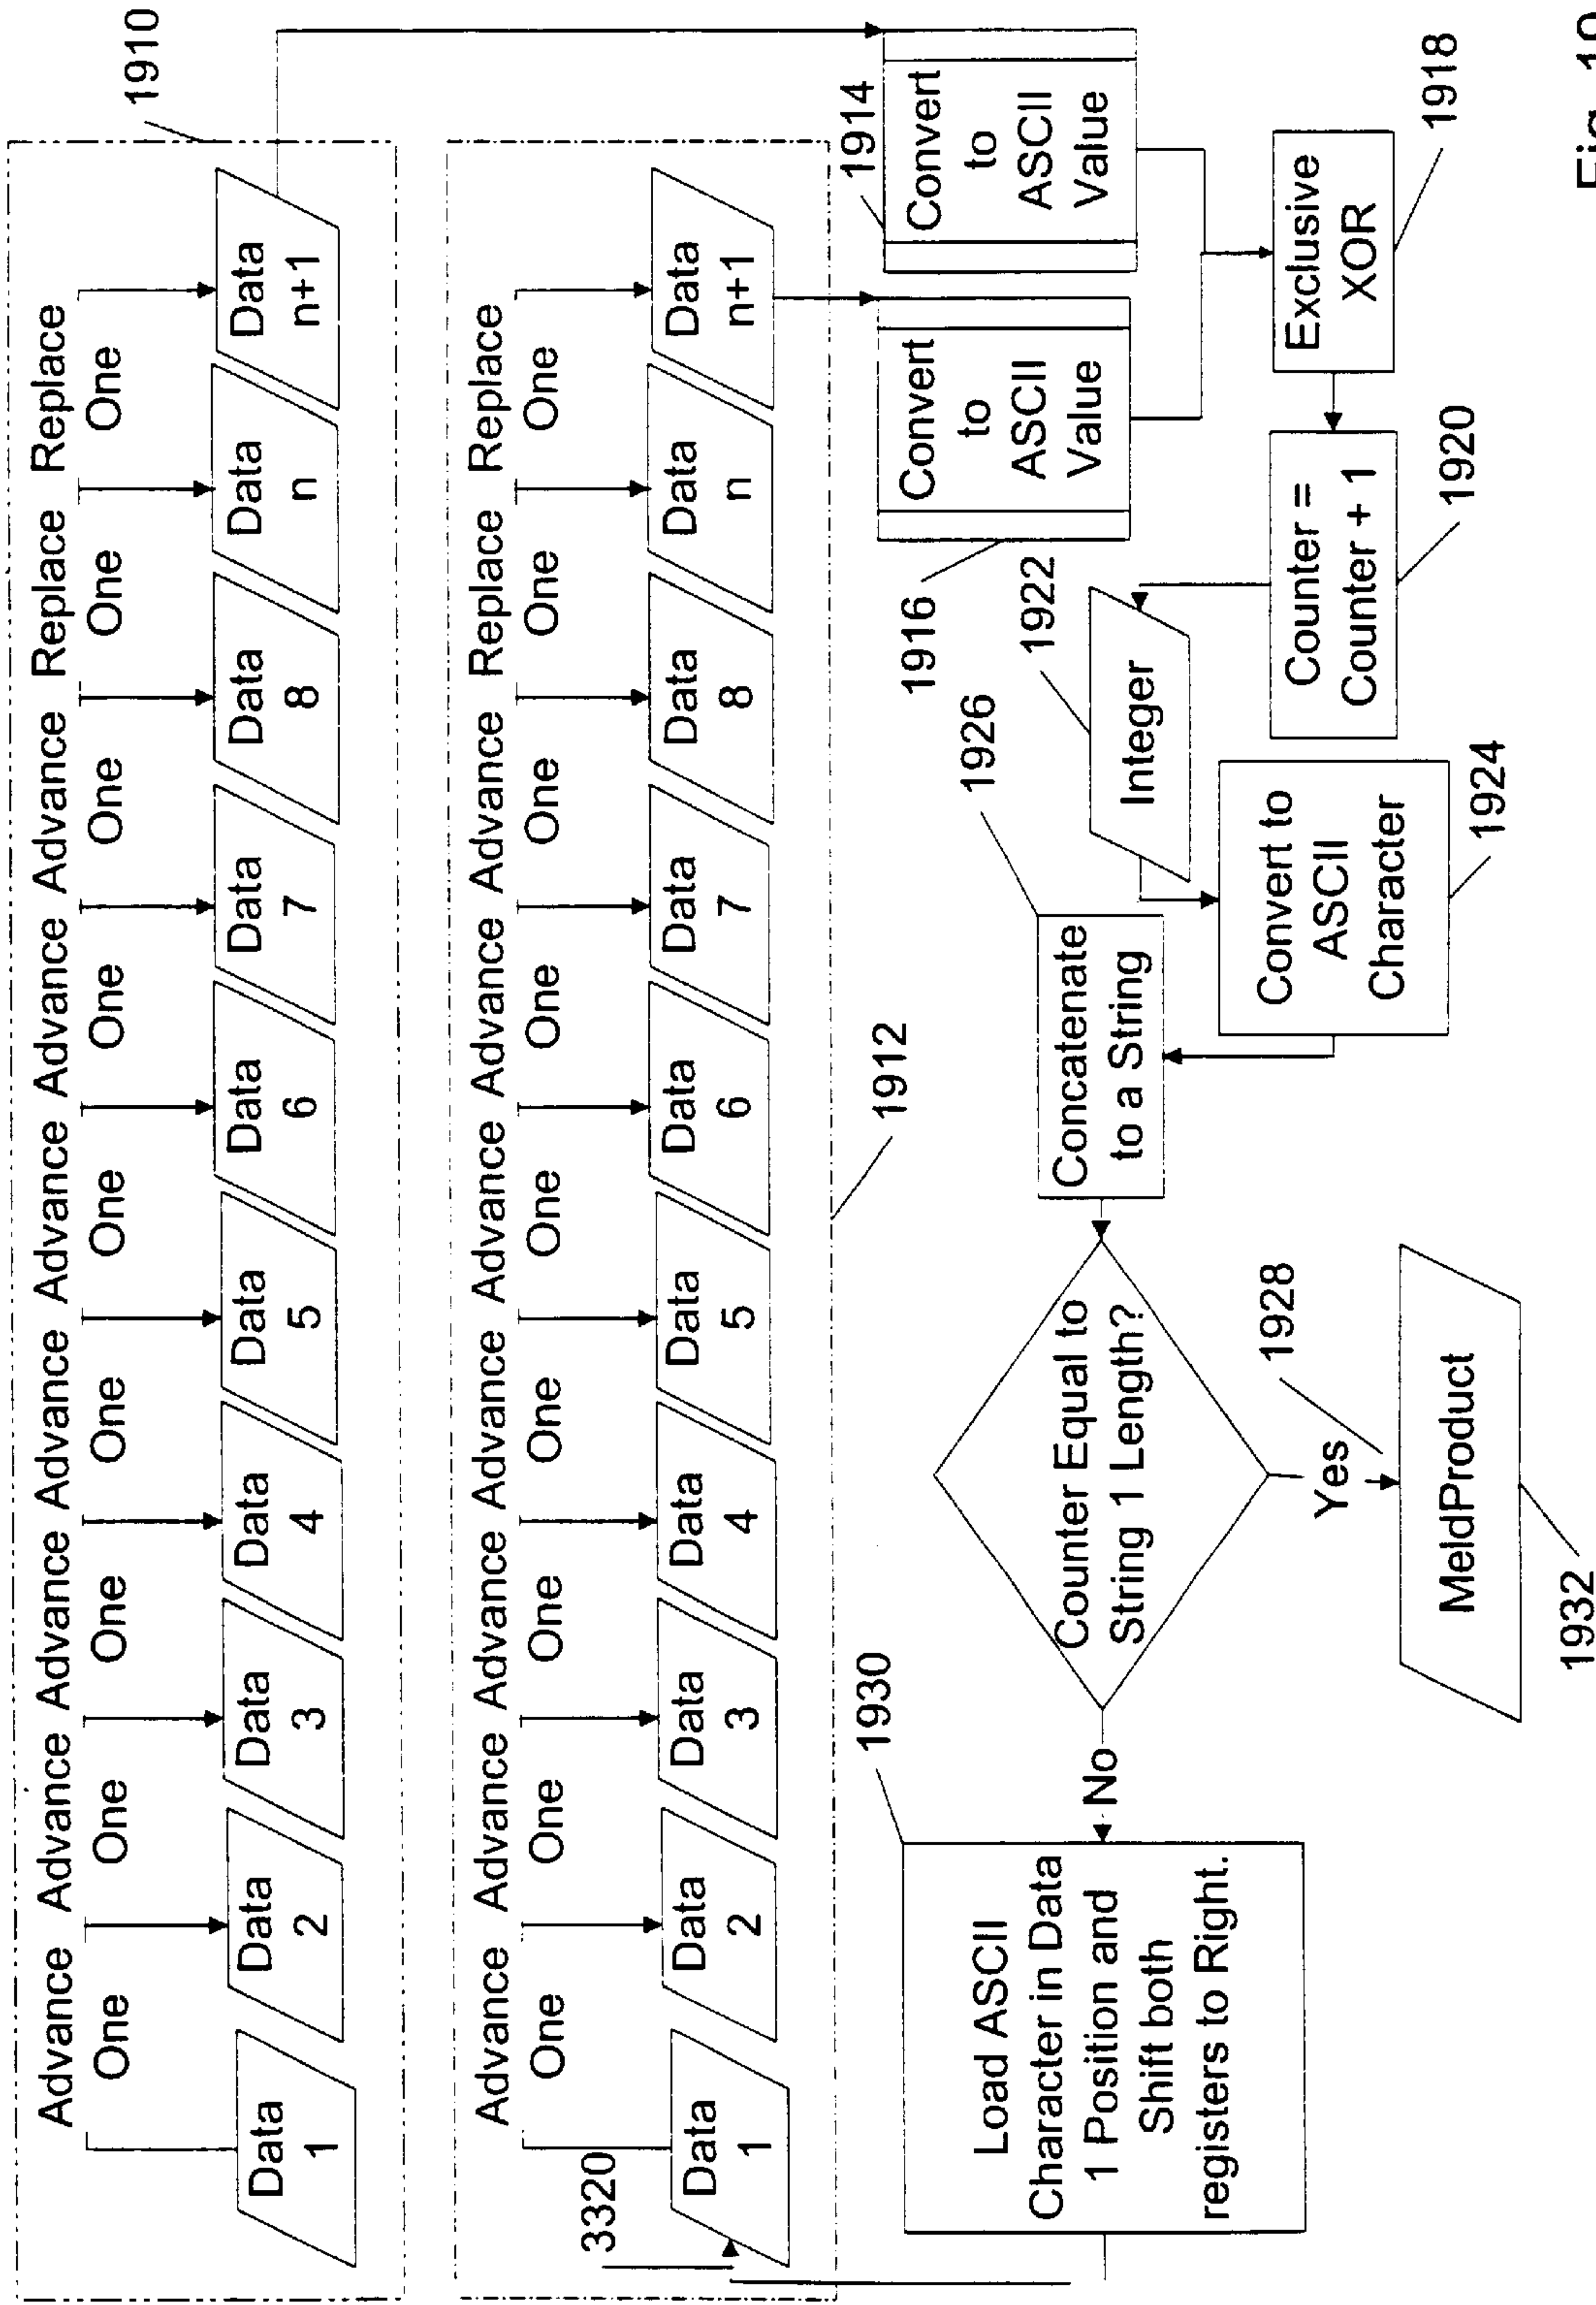 1910
Advance Advance Advance Advance Advance Advance Advance Replace Replace
One One One One One One One One One
Data Data Data Data Data Data Data Data Data Data
1 2 3 4 5 6 7 8 n n+1
Advance Advance Advance Advance Advance Advance Advance Replace Replace
One One One One One One One One One
3320
Data Data Data Data Data Data Data Data Data Data
1 2 3 4 5 6 7 8 n n+1
1912
1914
1916
Convert
to
ASCII
Value
Convert
to
ASCII
Value
Exclusive
XOR
1918
Counter =
Counter + 1
1920
1922
Integer
Convert to
ASCII
Character
1924
1926
Concatenate
to a String
Counter Equal to
String 1 Length?
1928
Yes
MeldProduct
1932
No
1930
Load ASCII
Character in Data
1 Position and
Shift both
registers to Right.
Fig. 19